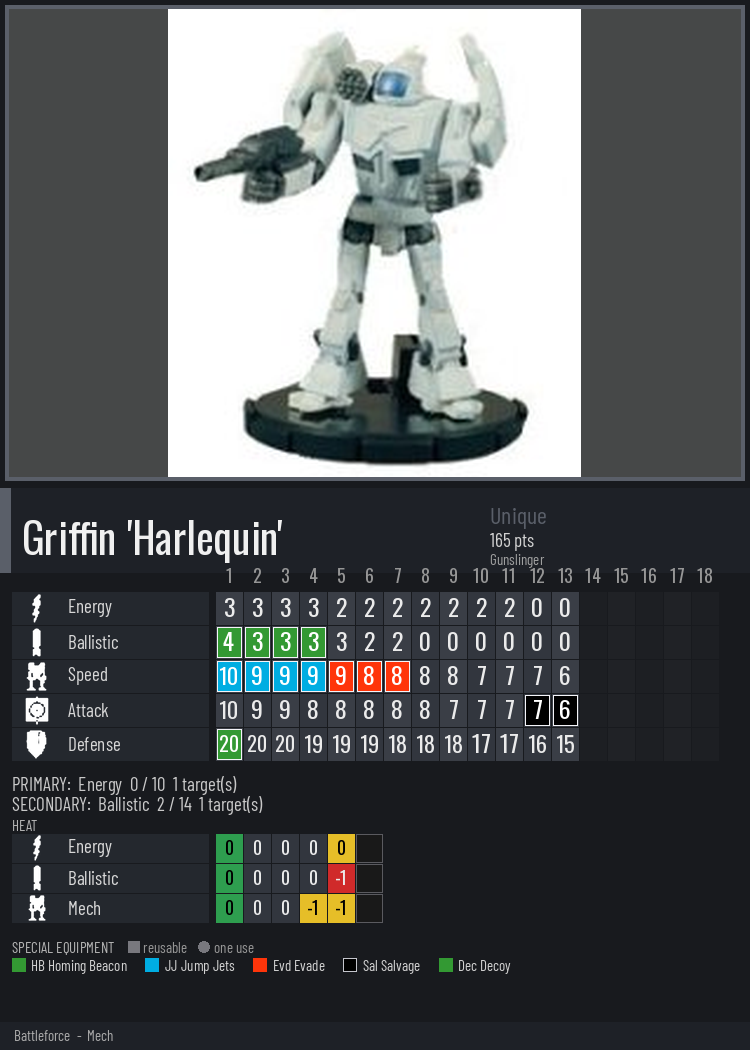 Griffin 'Harlequin'
Unique
165 pts
Gunslinger
1 2 3 4 5 6 7 8 9 10 11 12 13 14 15 16 17 18
Energy 3 3 3 3 2 2 2 2 2 2 2 0 0
Ballistic 4 3 3 3 3 2 2 0 0 0 0 0 0
Speed 10 9 9 9 9 8 8 8 8 7 7 7 6
Attack 10 9 9 8 8 8 8 8 7 7 7 7 6
Defense 20 20 20 19 19 19 18 18 18 17 17 16 15
PRIMARY: Energy 0 / 10 1 target(s)
SECONDARY: Ballistic 2 / 14 1 target(s)
HEAT
Energy 0 0 0 0 0
Ballistic 0 0 0 0 -1
Mech 0 0 0 -1 -1
SPECIAL EQUIPMENT reusable one use
HB Homing Beacon JJ Jump Jets Evd Evade Sal Salvage Dec Decoy
Battleforce - Mech